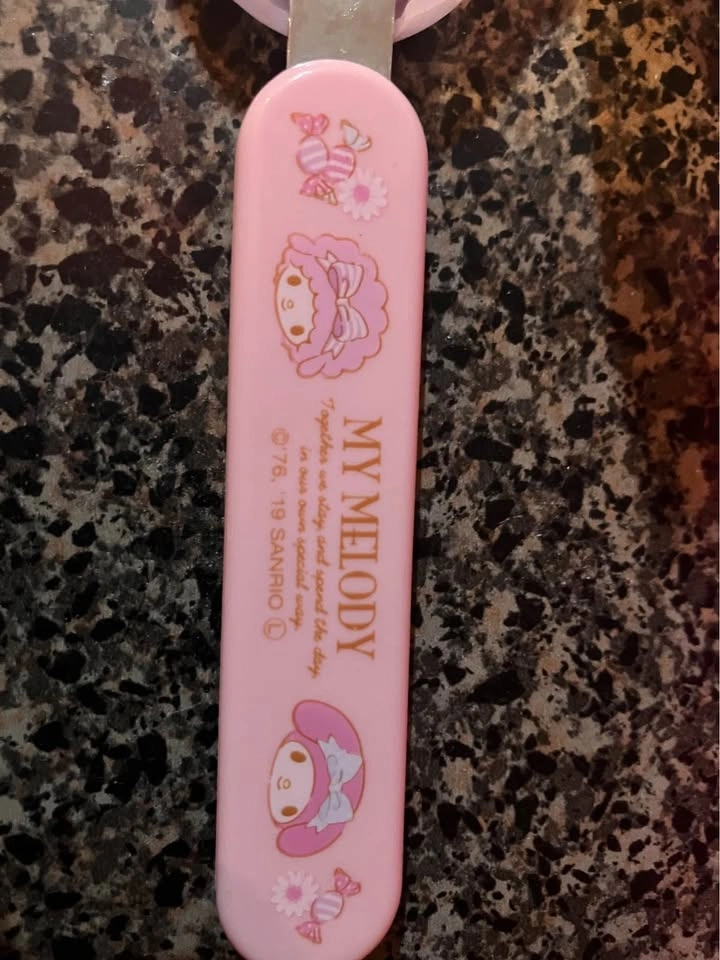 MY MELODY
Together we stay and spend the day
in our own special way.
©'76, '19 SANRIO Ⓛ